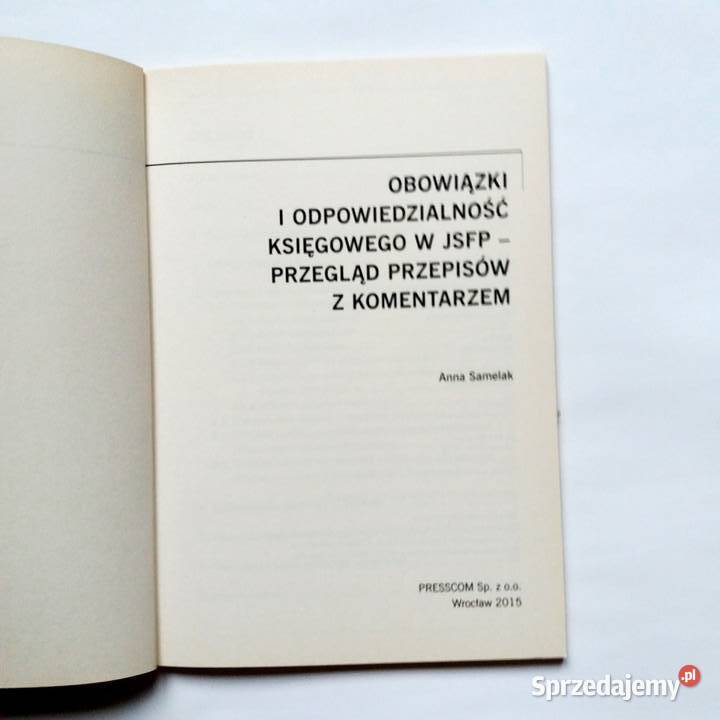 OBOWIĄZKI
I ODPOWIEDZIALNOŚĆ
KSIĘGOWEGO W JSFP –
PRZEGLĄD PRZEPISÓW
Z KOMENTARZEM
Anna Samelak
PRESSCOM Sp. z o.o.
Wrocław 2015
Sprzedajemy.pl